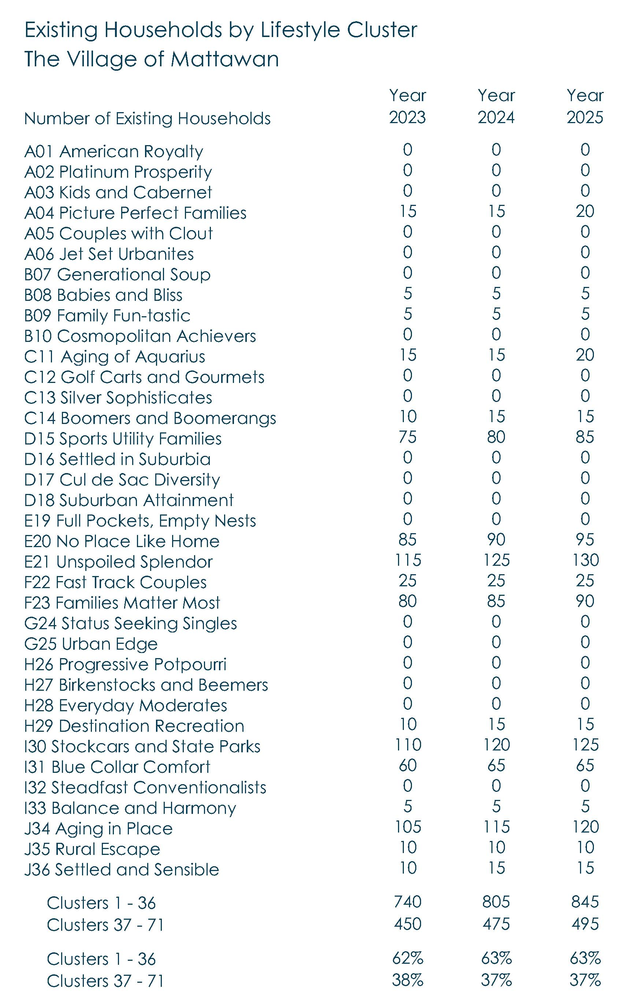 Existing Households by Lifestyle Cluster
The Village of Mattawan
Year Year Year
Number of Existing Households 2023 2024 2025
A01 American Royalty 0 0 0
A02 Platinum Prosperity 0 0 0
A03 Kids and Cabernet 0 0 0
A04 Picture Perfect Families 15 15 20
A05 Couples with Clout 0 0 0
A06 Jet Set Urbanites 0 0 0
B07 Generational Soup 0 0 0
B08 Babies and Bliss 5 5 5
B09 Family Fun-tastic 5 5 5
B10 Cosmopolitan Achievers 0 0 0
C11 Aging of Aquarius 15 15 20
C12 Golf Carts and Gourmets 0 0 0
C13 Silver Sophisticates 0 0 0
C14 Boomers and Boomerangs 10 15 15
D15 Sports Utility Families 75 80 85
D16 Settled in Suburbia 0 0 0
D17 Cul de Sac Diversity 0 0 0
D18 Suburban Attainment 0 0 0
E19 Full Pockets, Empty Nests 0 0 0
E20 No Place Like Home 85 90 95
E21 Unspoiled Splendor 115 125 130
F22 Fast Track Couples 25 25 25
F23 Families Matter Most 80 85 90
G24 Status Seeking Singles 0 0 0
G25 Urban Edge 0 0 0
H26 Progressive Potpourri 0 0 0
H27 Birkenstocks and Beemers 0 0 0
H28 Everyday Moderates 0 0 0
H29 Destination Recreation 10 15 15
I30 Stockcars and State Parks 110 120 125
I31 Blue Collar Comfort 60 65 65
I32 Steadfast Conventionalists 0 0 0
I33 Balance and Harmony 5 5 5
J34 Aging in Place 105 115 120
J35 Rural Escape 10 10 10
J36 Settled and Sensible 10 15 15
Clusters 1 - 36 740 805 845
Clusters 37 - 71 450 475 495
Clusters 1 - 36 62% 63% 63%
Clusters 37 - 71 38% 37% 37%